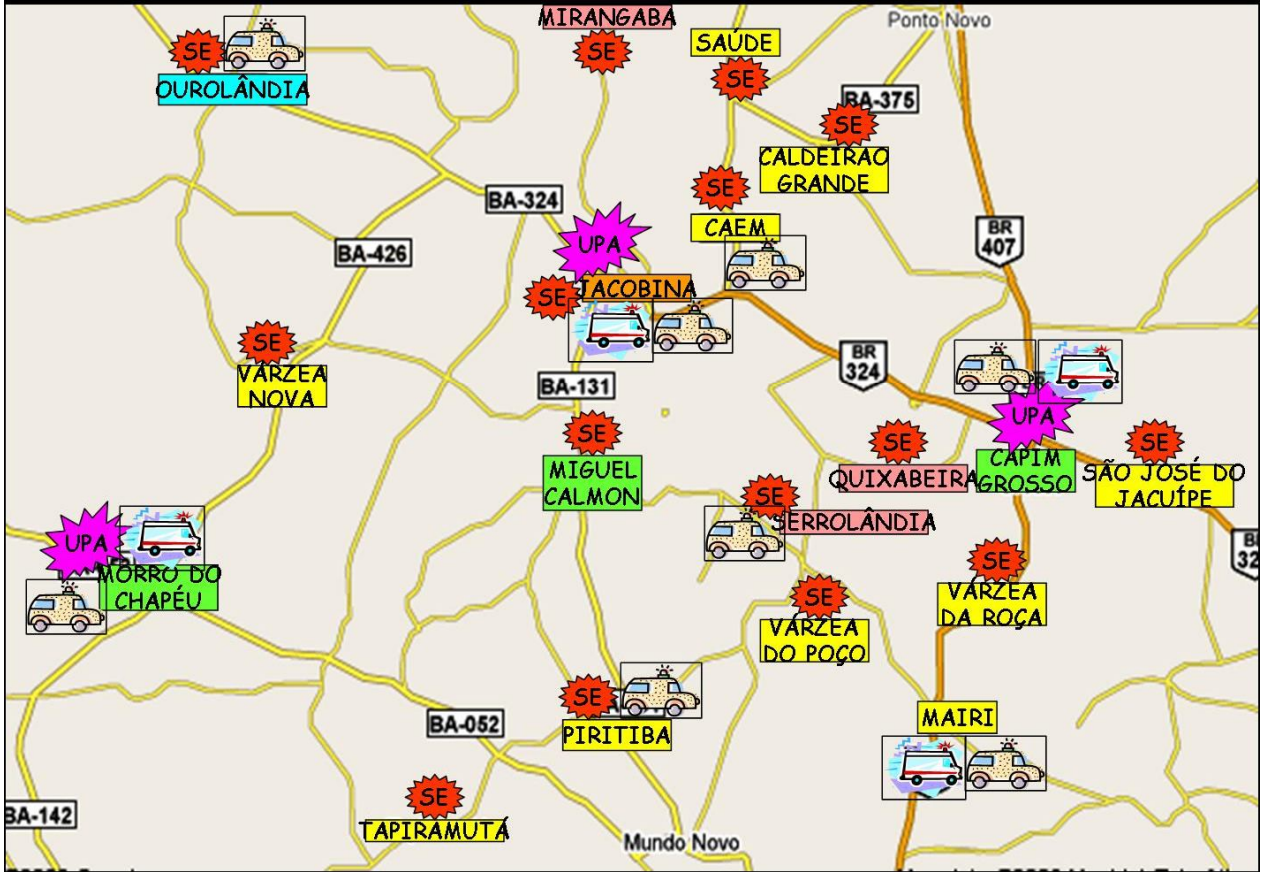 MIRANGABA
Ponto Novo
SE
SE
SAÚDE
SE
OUROLÂNDIA
BA-375
SE
CALDEIRAO
GRANDE
SE
BA-324
CAEM
UPA
BR
407
BA-426
SE
JACOBINA
SE
VÁRZEA
NOVA
BR
324
BA-131
UPA
SE
SE
SE
MIGUEL
CALMON
QUIXABEIRA
CAPIM
GROSSO
SÃO JOSÉ DO
JACUÍPE
SE
SERROLÂNDIA
UPA
MORRO DO
CHAPÉU
SE
VÁRZEA
DA ROÇA
SE
VÁRZEA
DO POÇO
SE
PIRITIBA
BA-052
MAIRI
SE
TAPIRAMUTÁ
BA-142
Mundo Novo